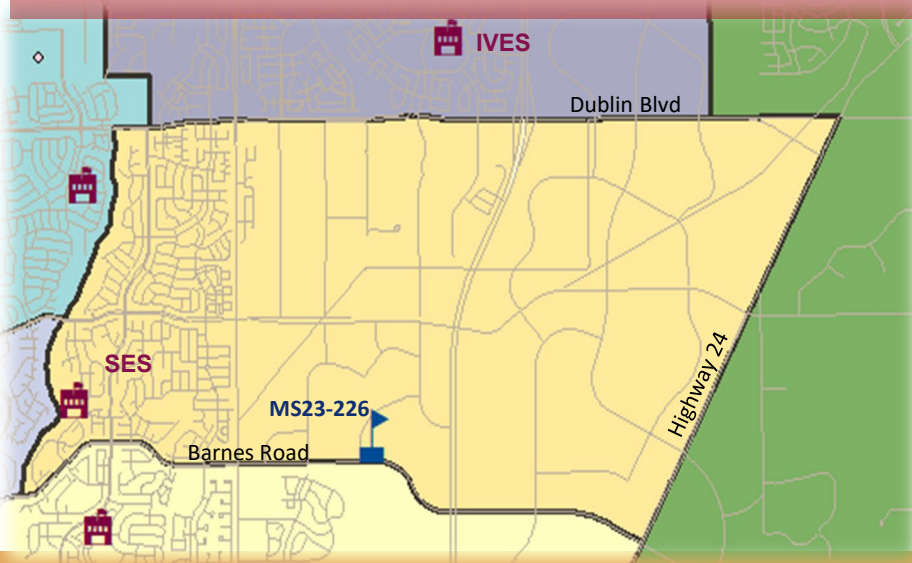 IVES
Dublin Blvd
SES
Highway 24
MS23-226
Barnes Road